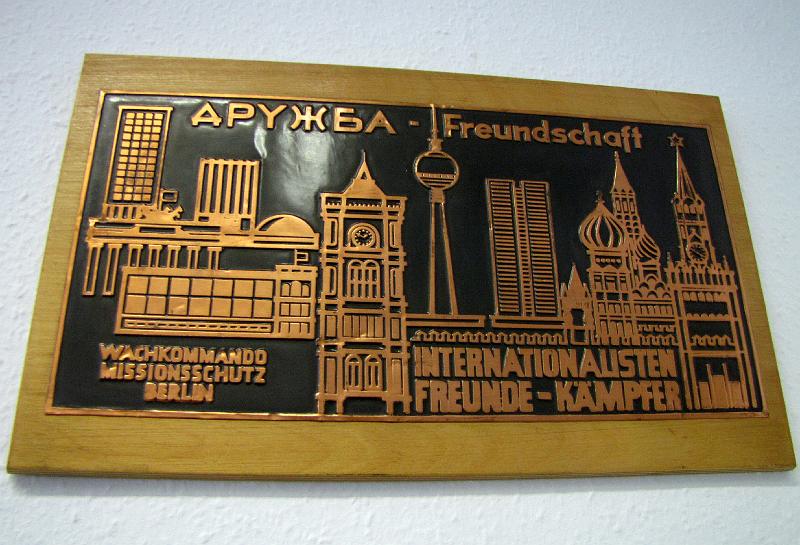 ДРУЖБА - Freundschaft
WACHKOMMANDO
MISSIONSSCHUTZ
BERLIN
INTERNATIONALISTEN
FREUNDE - KÄMPFER